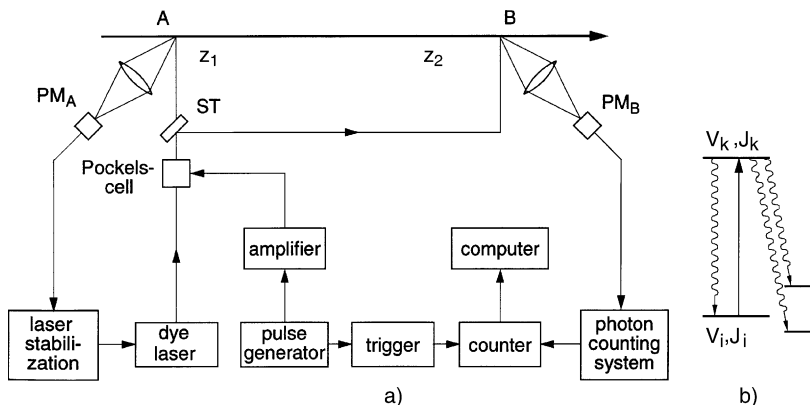 A
B
z1
z2
PMA
ST
PMB
Pockels-
cell
Vk ,Jk
amplifier
computer
laser
stabili-
zation
dye
laser
pulse
generator
trigger
counter
photon
counting
system
Vi,Ji
a)
b)